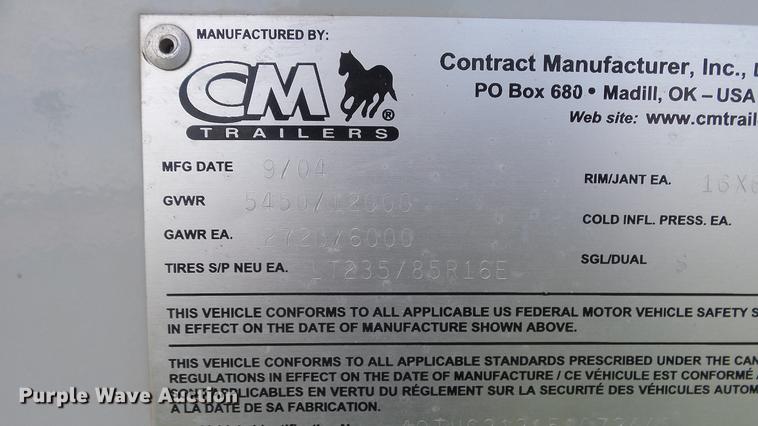 MANUFACTURED BY:
CM
®
TRAILERS
Contract Manufacturer, Inc.,
PO Box 680 • Madill, OK – USA
Web site: www.cmtrail
MFG DATE 9/04
GVWR 5450/12000
GAWR EA. 2720/6000
TIRES S/P NEU EA. LT235/85R16E
RIM/JANT EA. 16X6
COLD INFL. PRESS. EA.
SGL/DUAL S
THIS VEHICLE CONFORMS TO ALL APPLICABLE US FEDERAL MOTOR VEHICLE SAFETY S
IN EFFECT ON THE DATE OF MANUFACTURE SHOWN ABOVE.
THIS VEHICLE CONFORMS TO ALL APPLICABLE STANDARDS PRESCRIBED UNDER THE CAN
REGULATIONS IN EFFECT ON THE DATE OF MANUFACTURE / CE VÉHICULE EST CONFORME
NORMES APPLICABLES EN VERTU DU RÉGLEMENT SUR LA SECURITÉ DES VÉHICULES AUTOM
À LA DATE DE SA FABRICATION.
Purple Wave Auction